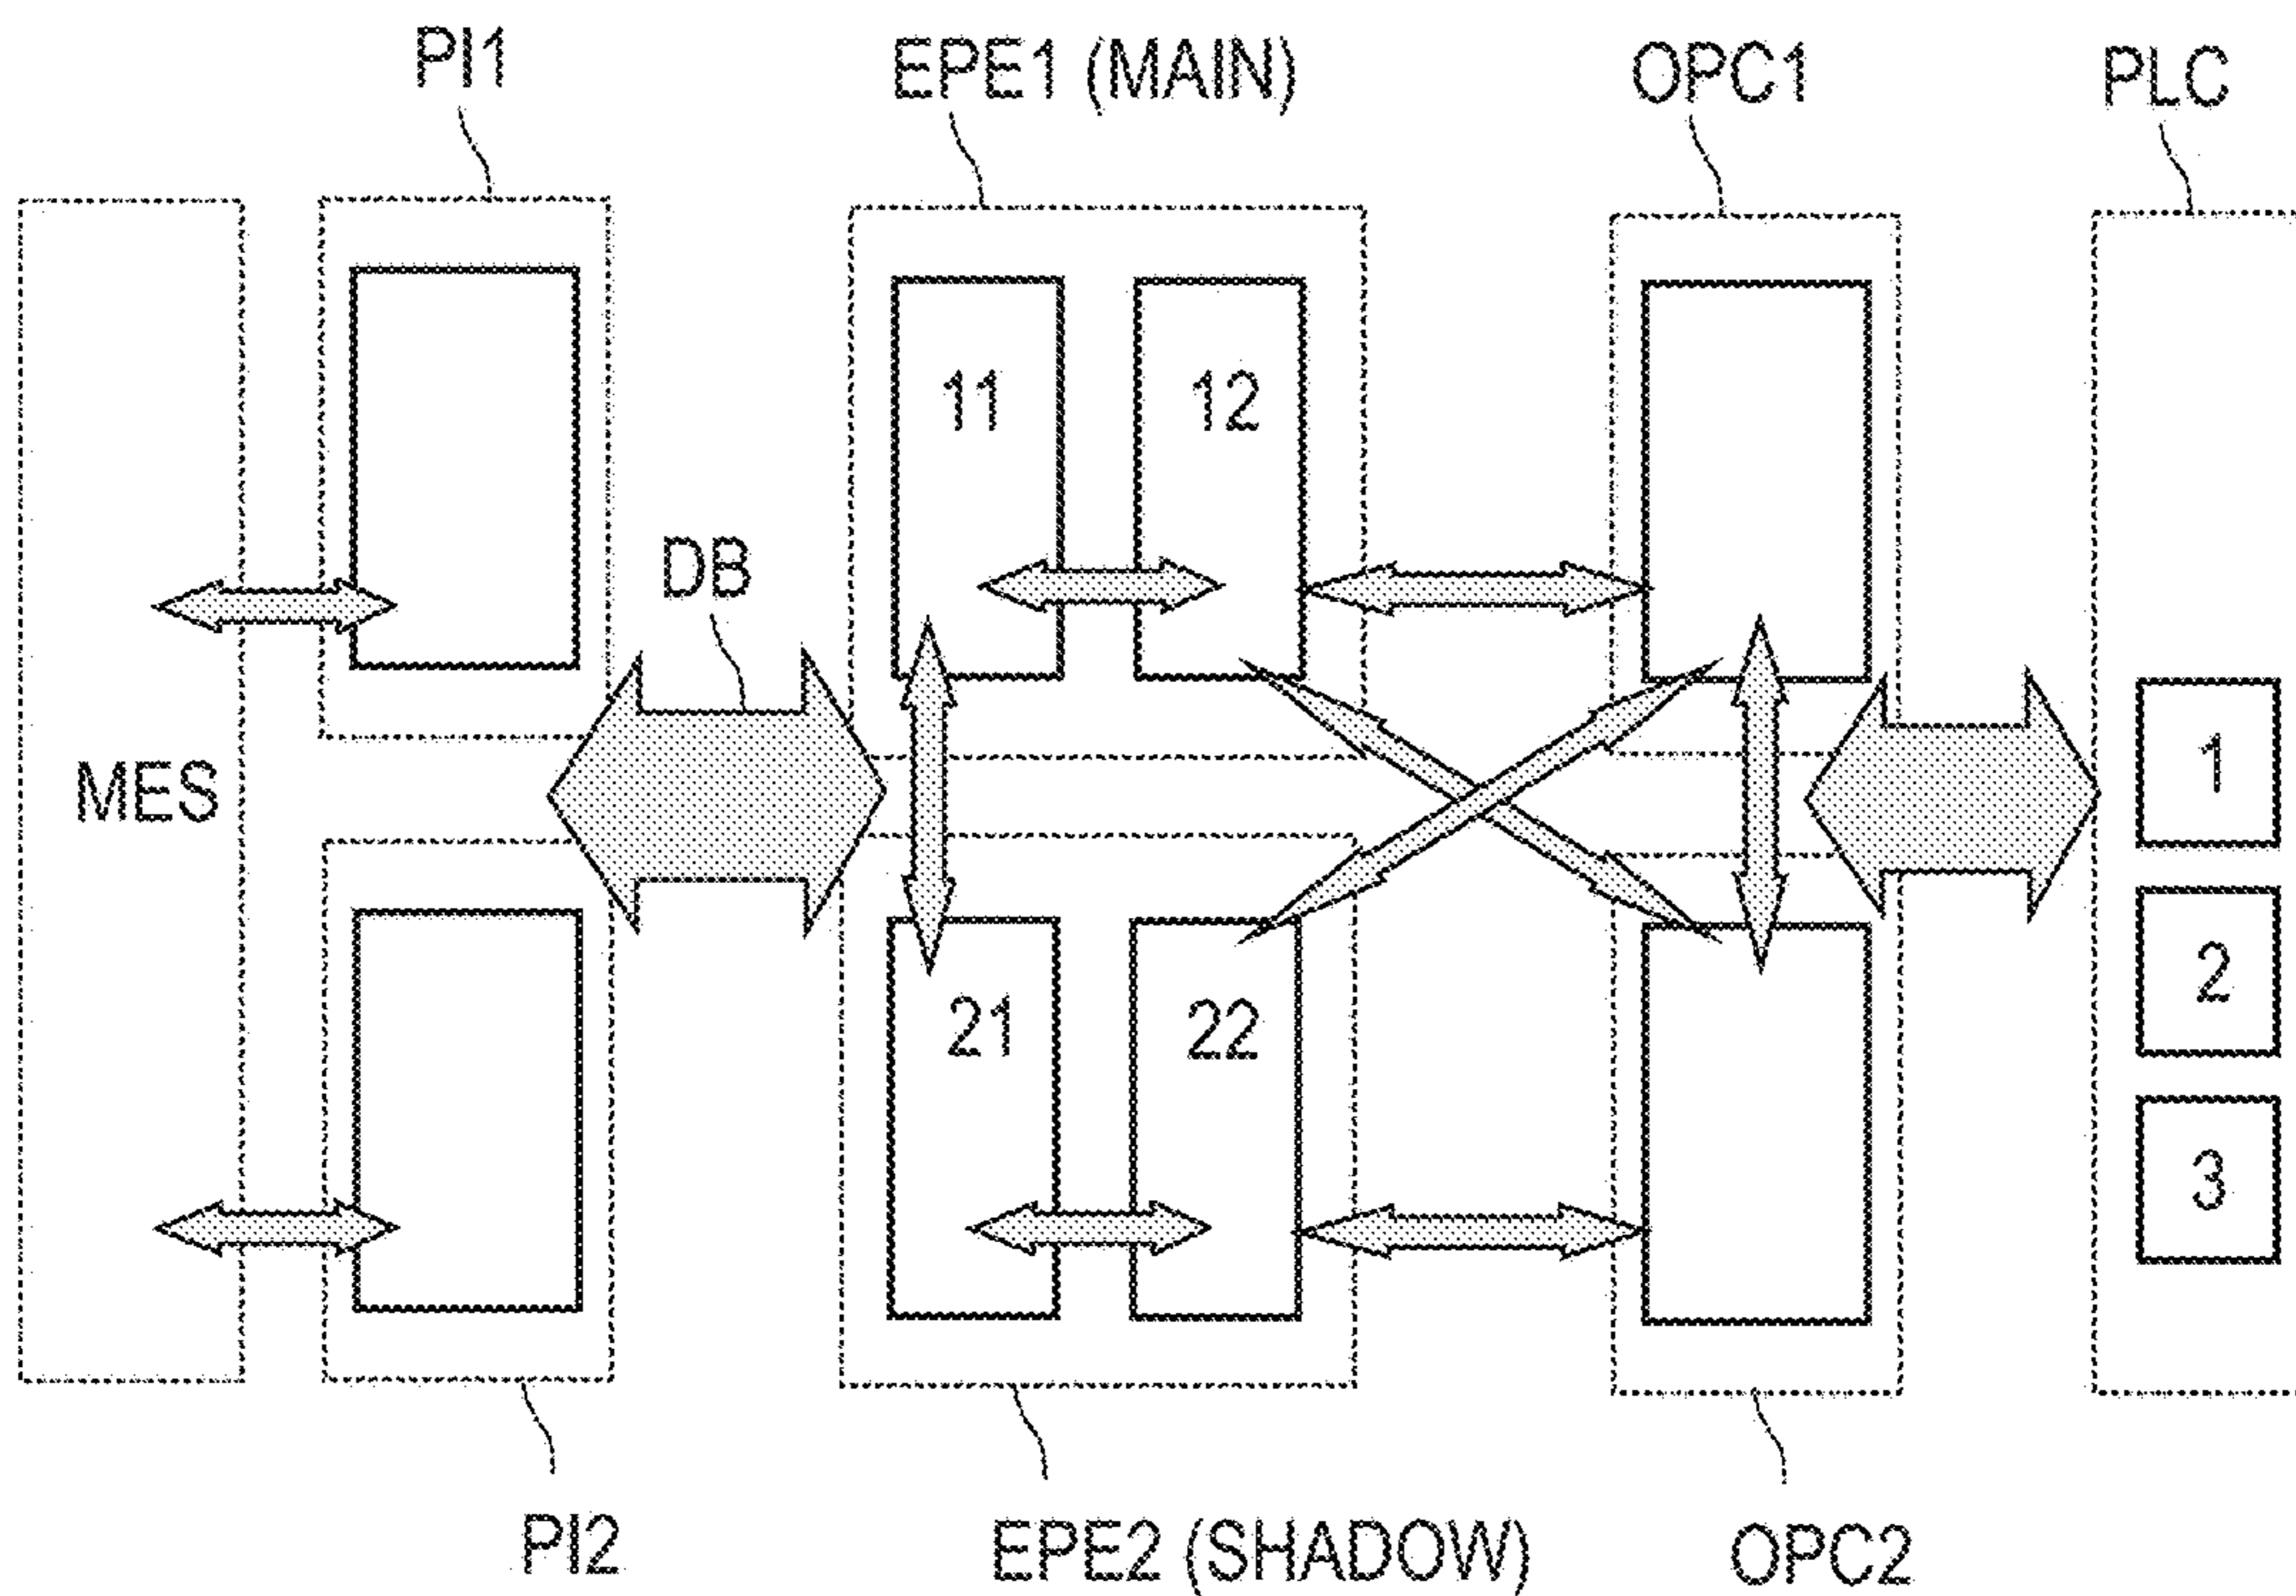 PI1
EPE1 (MAIN)
OPC1
PLC
11
12
DB
MES
1
21
22
2
3
PI2
EPE2 (SHADOW)
OPC2